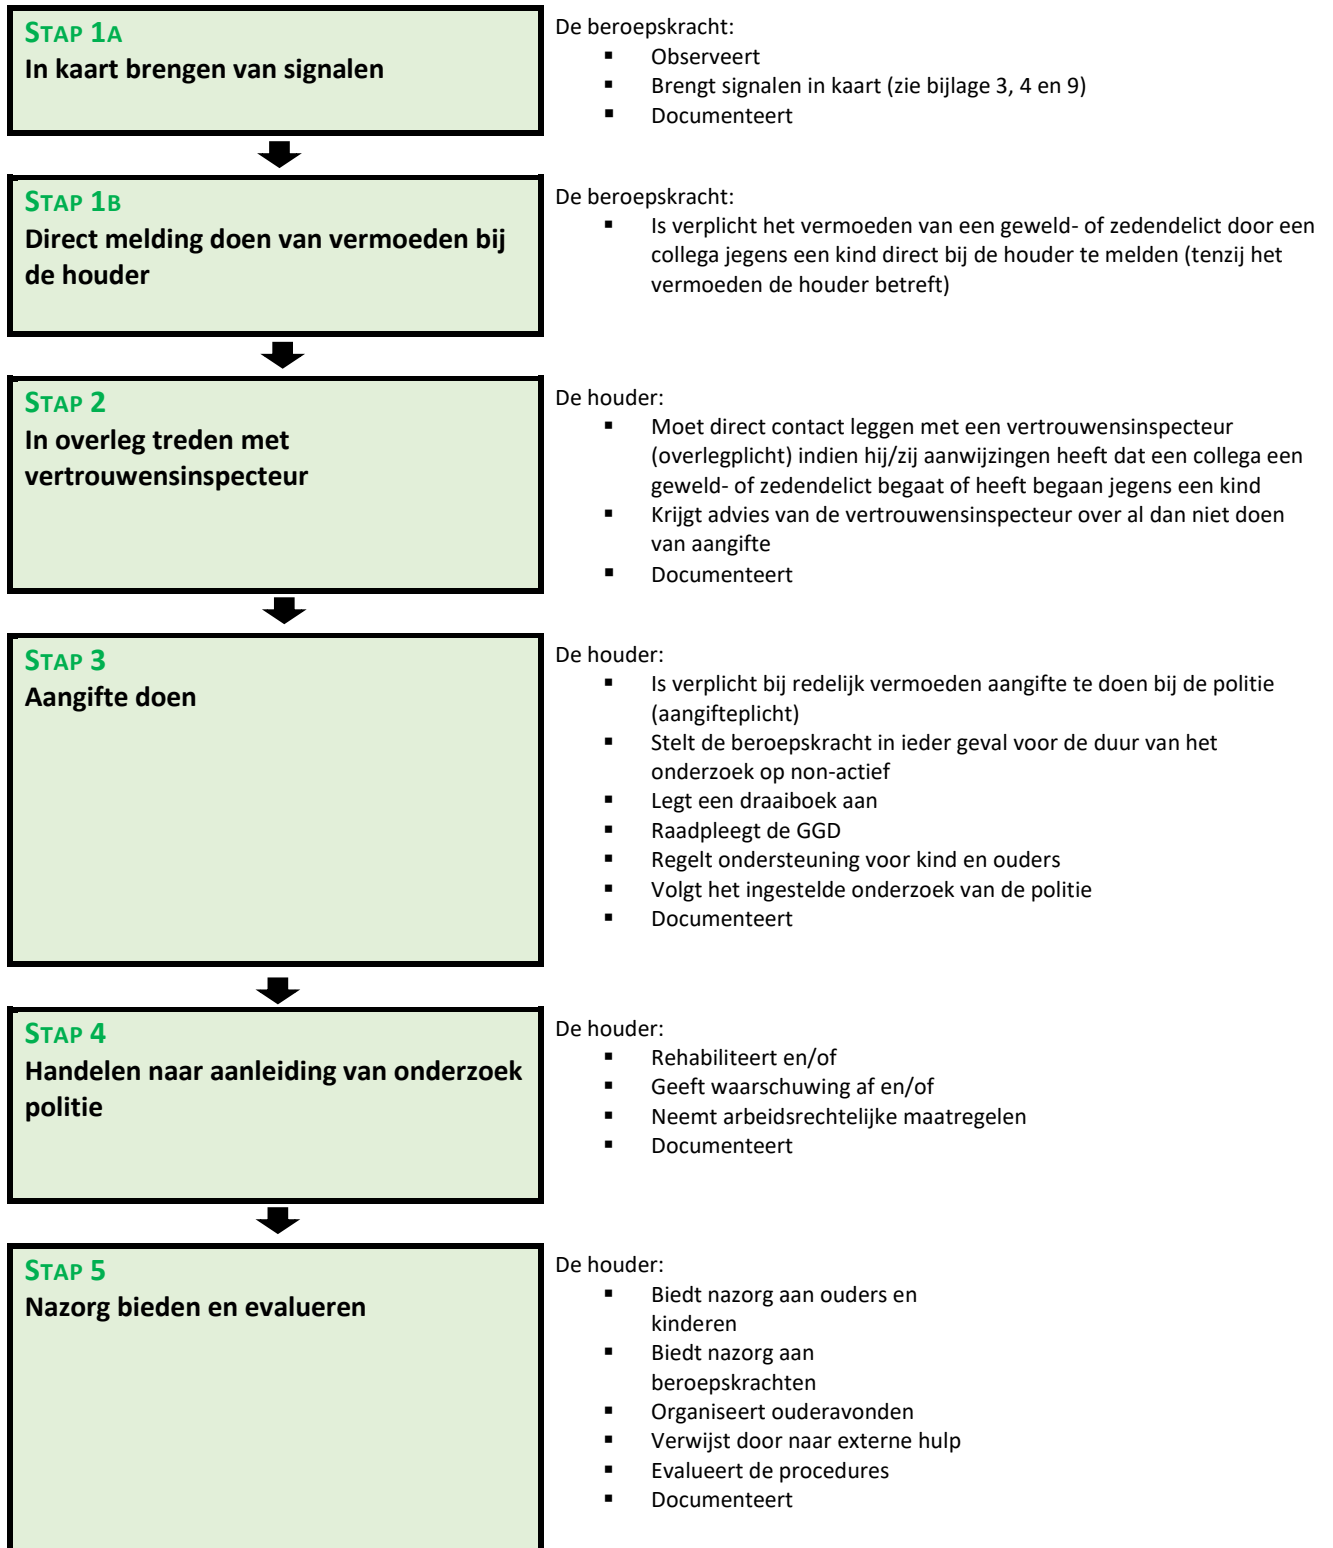 STAP 1A
In kaart brengen van signalen
De beroepskracht:
▪ Observeert
▪ Brengt signalen in kaart (zie bijlage 3, 4 en 9)
▪ Documenteert
STAP 1B
Direct melding doen van vermoeden bij
de houder
De beroepskracht:
▪ Is verplicht het vermoeden van een geweld- of zedendelict door een
collega jegens een kind direct bij de houder te melden (tenzij het
vermoeden de houder betreft)
STAP 2
In overleg treden met
vertrouwensinspecteur
De houder:
▪ Moet direct contact leggen met een vertrouwensinspecteur
(overlegplicht) indien hij/zij aanwijzingen heeft dat een collega een
geweld- of zedendelict begaat of heeft begaan jegens een kind
▪ Krijgt advies van de vertrouwensinspecteur over al dan niet doen
van aangifte
▪ Documenteert
STAP 3
Aangifte doen
De houder:
▪ Is verplicht bij redelijk vermoeden aangifte te doen bij de politie
(aangifteplicht)
▪ Stelt de beroepskracht in ieder geval voor de duur van het
onderzoek op non-actief
▪ Legt een draaiboek aan
▪ Raadpleegt de GGD
▪ Regelt ondersteuning voor kind en ouders
▪ Volgt het ingestelde onderzoek van de politie
▪ Documenteert
STAP 4
Handelen naar aanleiding van onderzoek
politie
De houder:
▪ Rehabiliteert en/of
▪ Geeft waarschuwing af en/of
▪ Neemt arbeidsrechtelijke maatregelen
▪ Documenteert
STAP 5
Nazorg bieden en evalueren
De houder:
▪ Biedt nazorg aan ouders en
kinderen
▪ Biedt nazorg aan
beroepskrachten
▪ Organiseert ouderavonden
▪ Verwijst door naar externe hulp
▪ Evalueert de procedures
▪ Documenteert